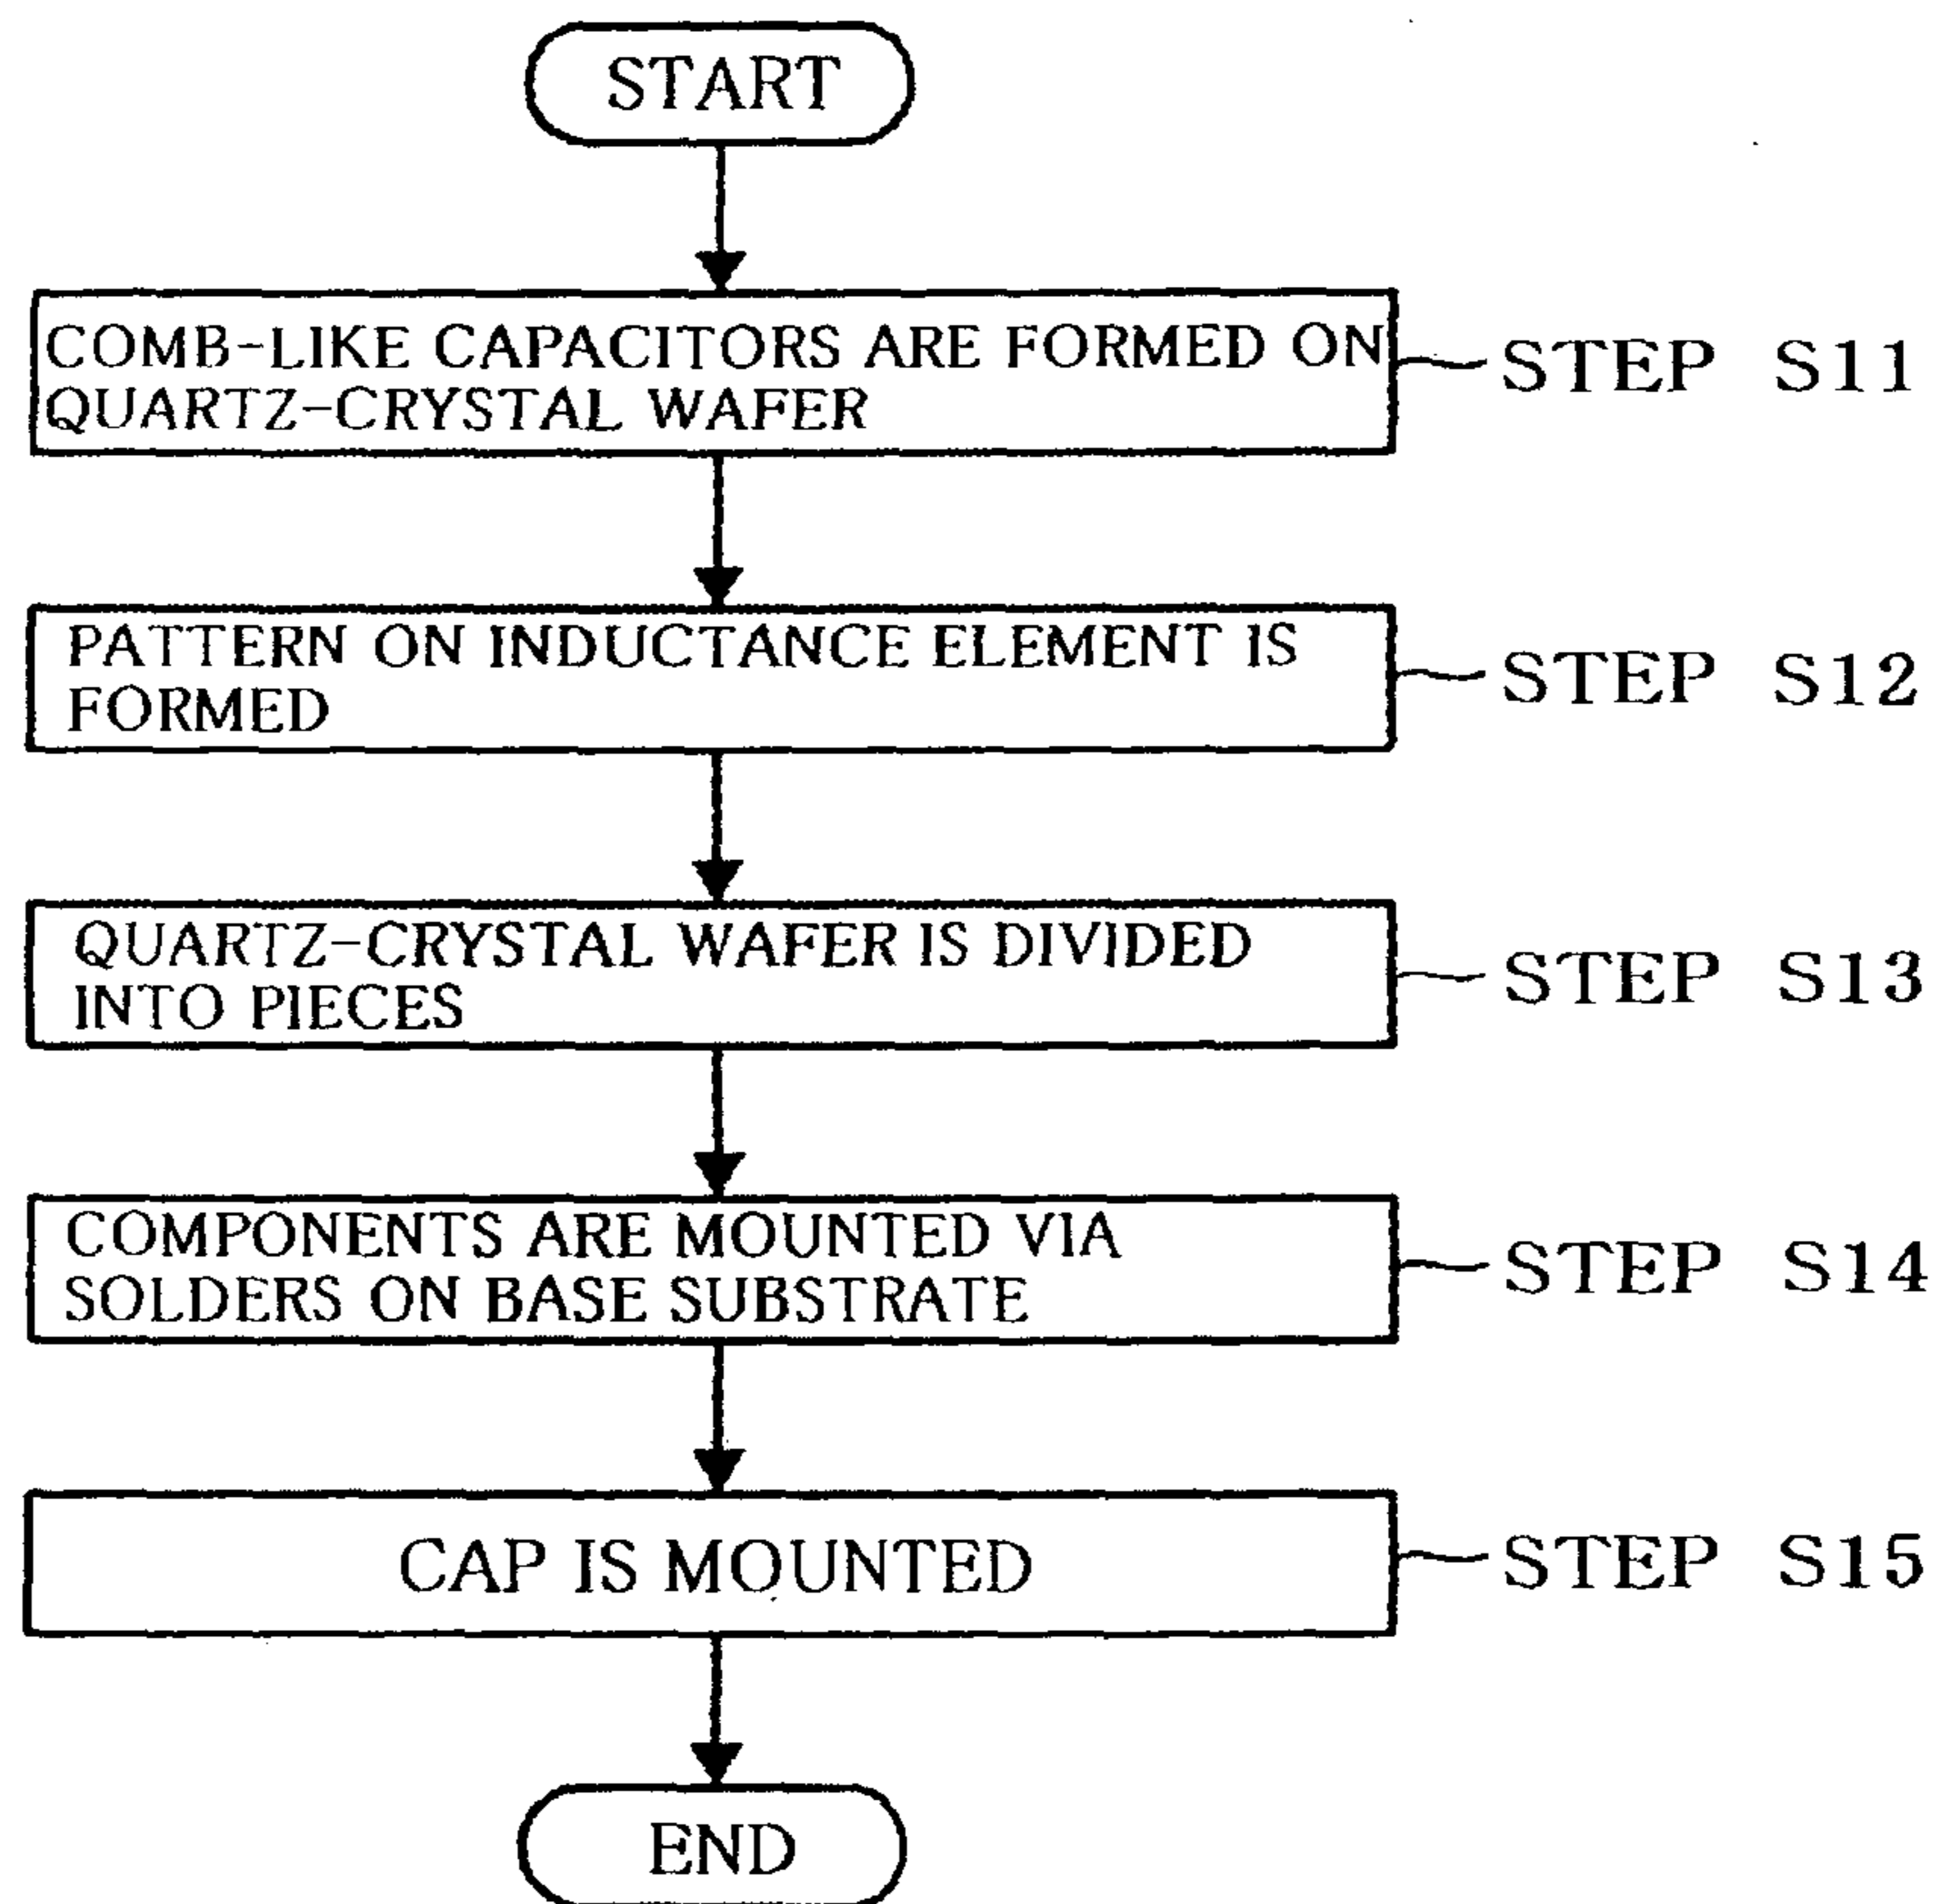 START
COMB-LIKE CAPACITORS ARE FORMED ON
QUARTZ-CRYSTAL WAFER
STEP S11
PATTERN ON INDUCTANCE ELEMENT IS
FORMED
STEP S12
QUARTZ-CRYSTAL WAFER IS DIVIDED
INTO PIECES
STEP S13
COMPONENTS ARE MOUNTED VIA
SOLDERS ON BASE SUBSTRATE
STEP S14
CAP IS MOUNTED
STEP S15
END